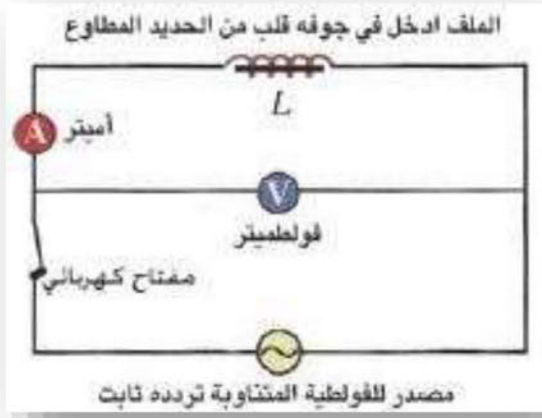 الملف ادخل في جوفه قلب من الحديد المطاوع
L
A
أميتر
V
فولطميتر
مفتاح كهربائي
مصدر للفولطية المتناوبة تردده ثابت